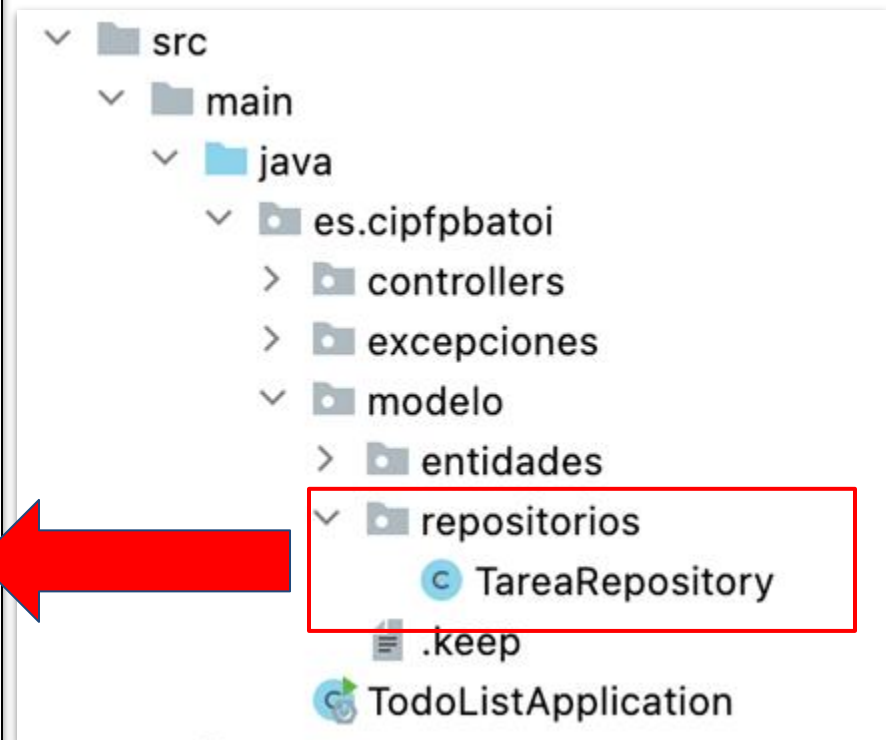 src
main
java
es.cipfpbatoi
controllers
excepciones
modelo
entidades
repositorios
C TareaRepository
.keep
TodoListApplication